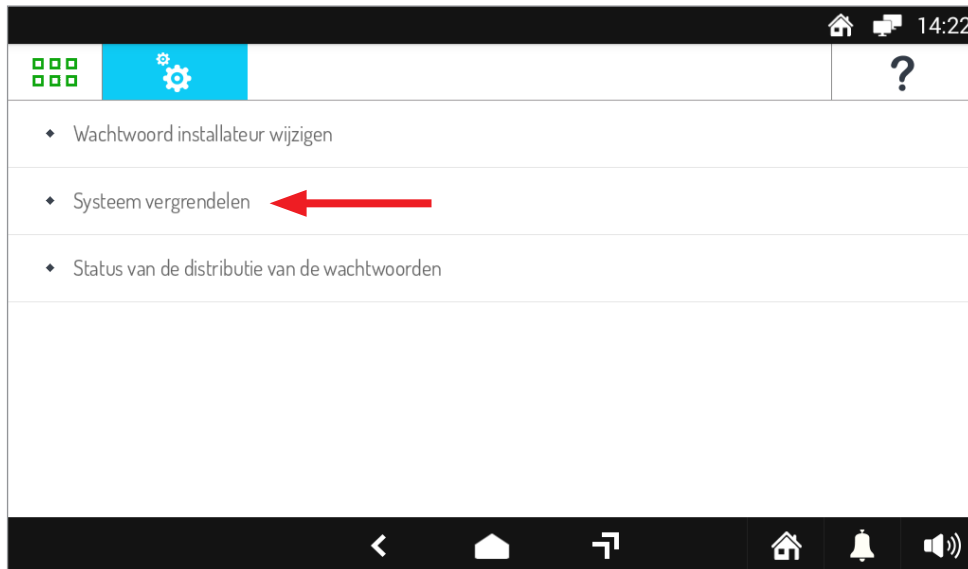 14:22
?
Wachtwoord installateur wijzigen
Systeem vergrendelen
Status van de distributie van de wachtwoorden